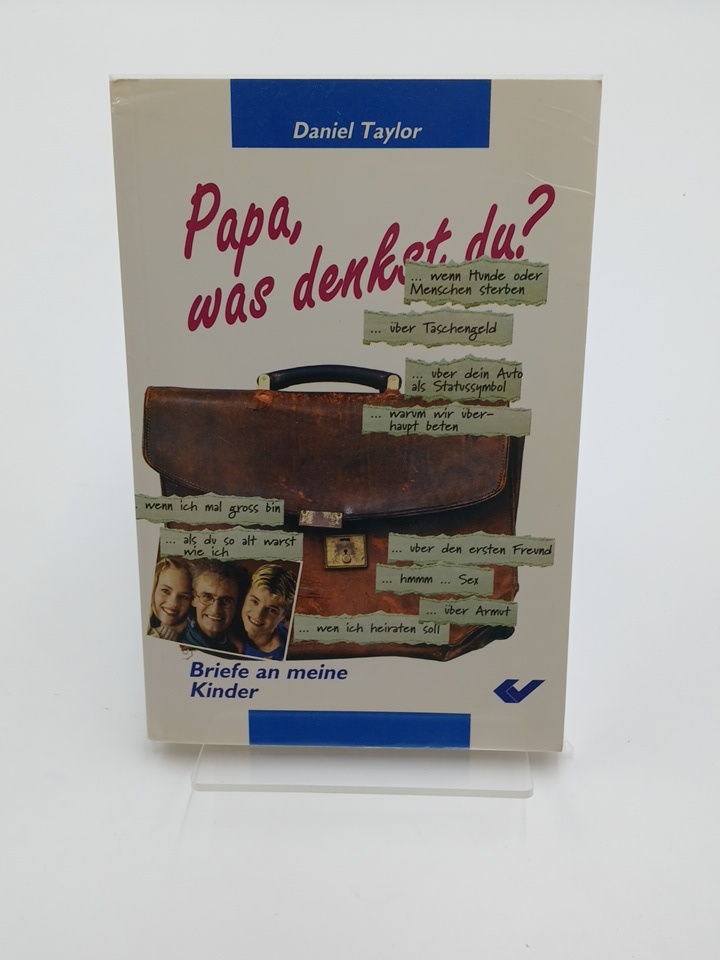 Daniel Taylor
Papa,
was denkst du?
... wenn Hunde oder
Menschen sterben
... über Taschengeld
... uber dein Auto
als Statussymbol
... warum wir über-
haupt beten
. wenn ich mal gross bin
... als du so alt warst
wie ich
... uber den ersten Freund
... hmmm ... Sex
... über Armut
... wen ich heiraten soll
Briefe an meine
Kinder